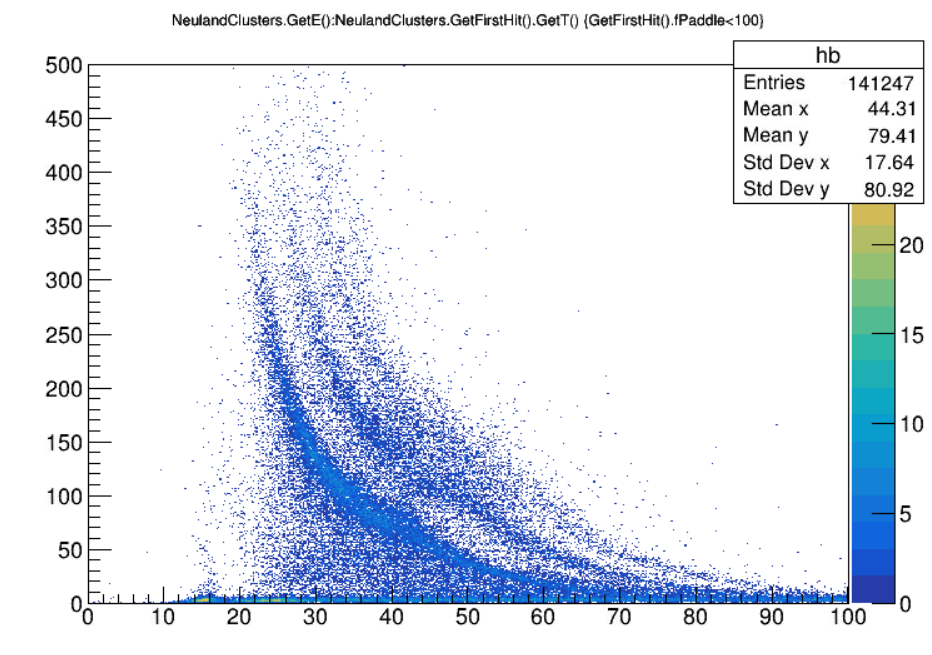 NeulandClusters.GetE():NeulandClusters.GetFirstHit().GetT() {GetFirstHit().fPaddle<100}
hb
Entries 141247
Mean x 44.31
Mean y 79.41
Std Dev x 17.64
Std Dev y 80.92
500
450
400
350
300
250
200
150
100
50
0
20
15
10
5
0
0 10 20 30 40 50 60 70 80 90 100